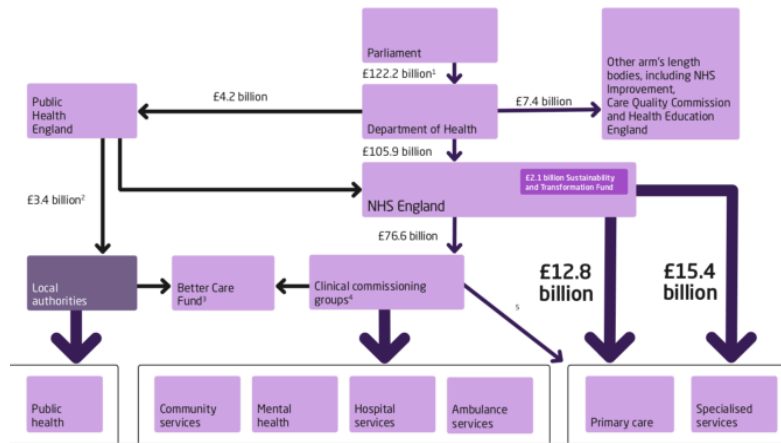 Parliament
£122.2 billion¹
Other arm's length
bodies, including NHS
Improvement,
Care Quality Commission
and Health Education
England
Public
Health
England
£4.2 billion
Department of Health
£7.4 billion
£105.9 billion
£2.1 billion Sustainability
and Transformation Fund
NHS England
£3.4 billion²
£76.6 billion
£12.8
billion
£15.4
billion
Local
authorities
Better Care
Fund³
Clinical commissioning
groups⁴
5
Public
health
Community
services
Mental
health
Hospital
services
Ambulance
services
Primary care
Specialised
services